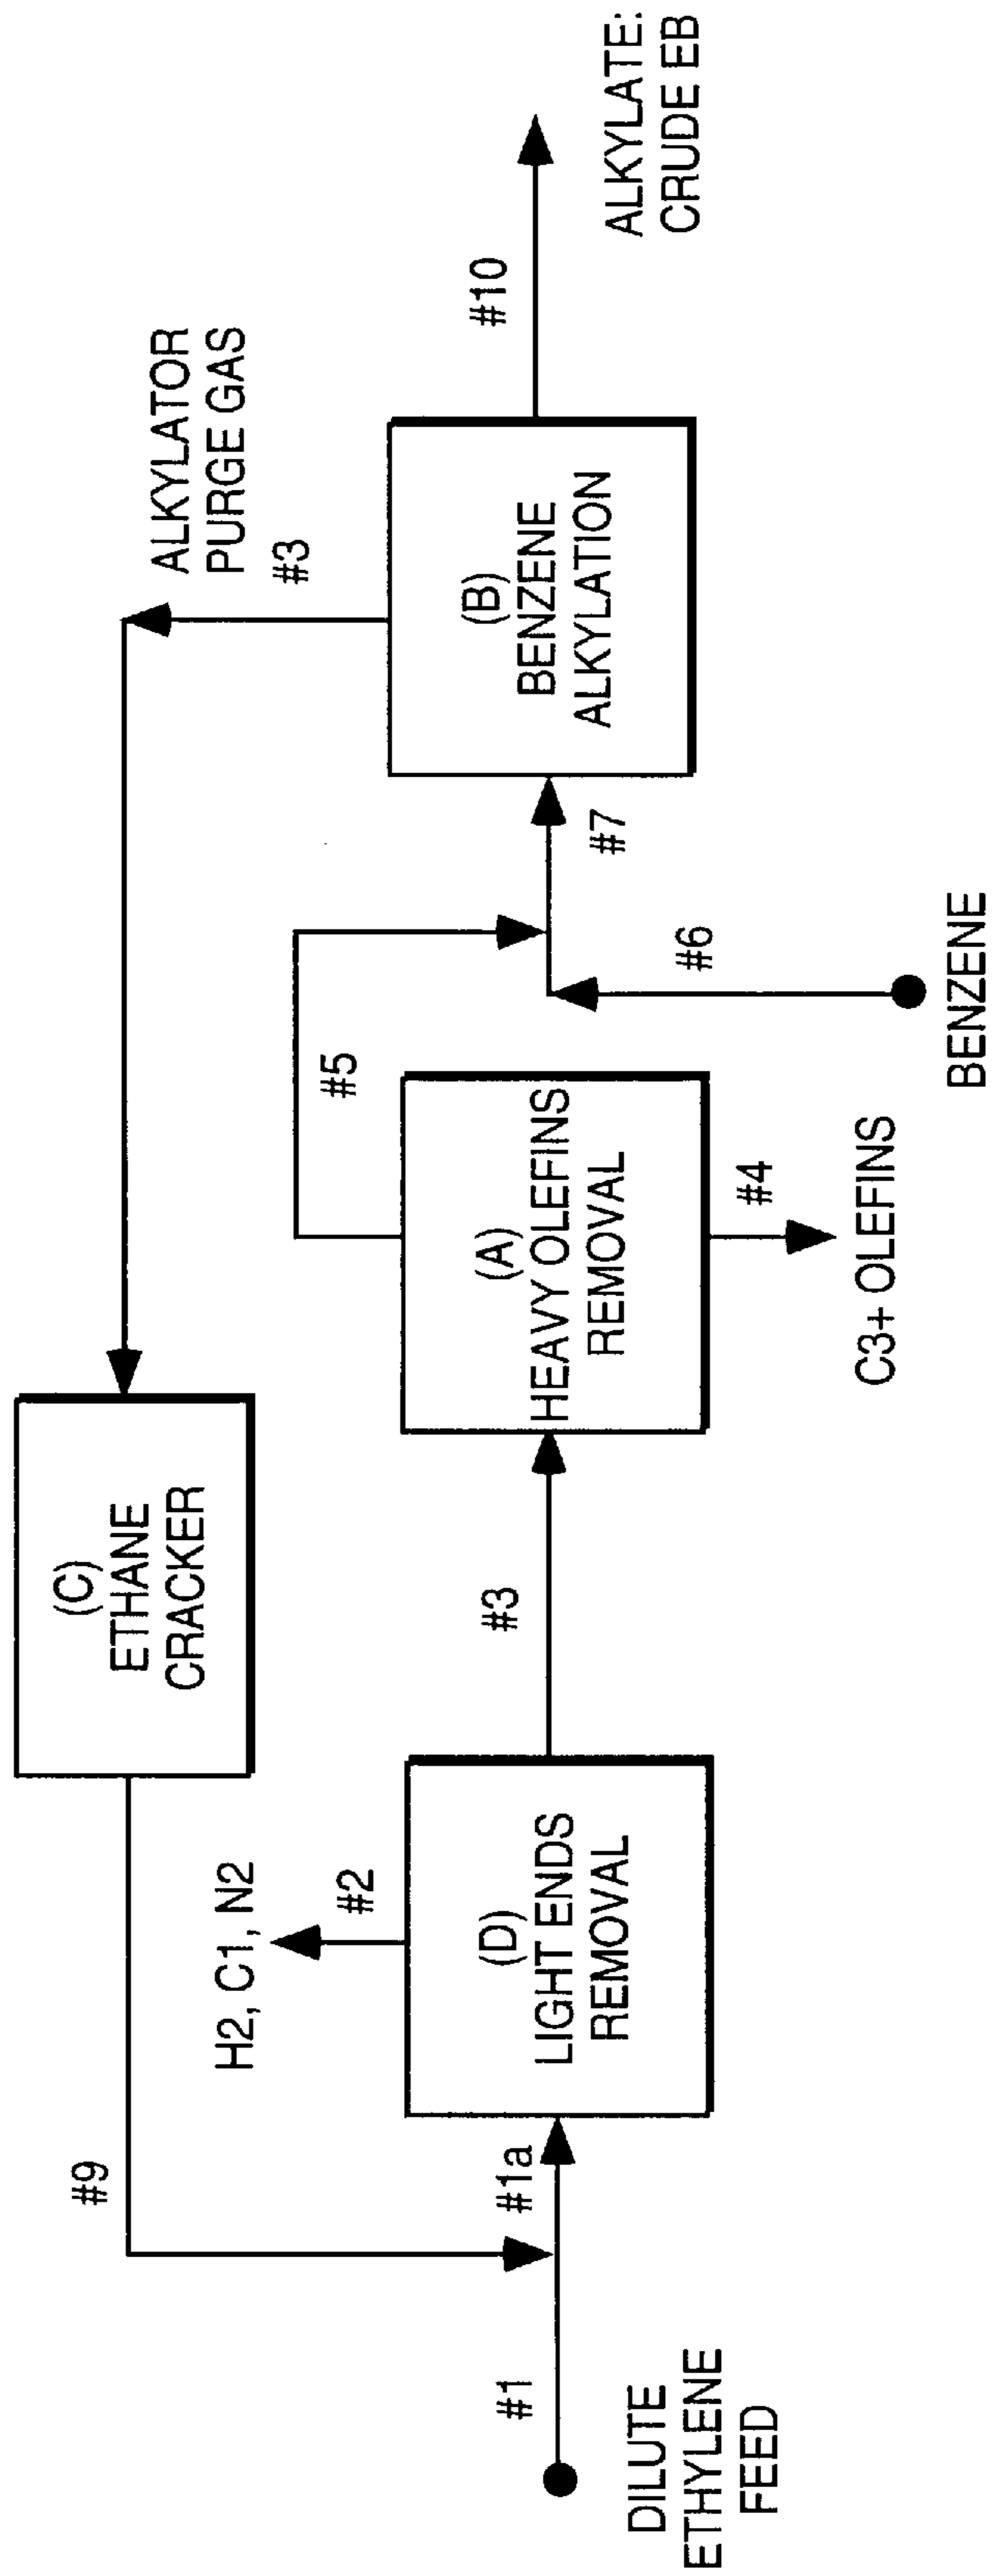 (C)
ETHANE
CRACKER
ALKYLATOR
PURGE GAS
#3
#9
H2, C1, N2
#2
#5
#10
ALKYLATE:
CRUDE EB
#1
#1a
(D)
LIGHT ENDS
REMOVAL
#3
(A)
HEAVY OLEFINS
REMOVAL
#7
(B)
BENZENE
ALKYLATION
#6
#4
DILUTE
ETHYLENE
FEED
C3+ OLEFINS
BENZENE